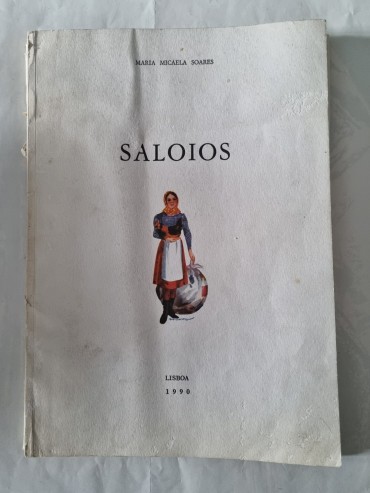 MARIA MICAELA SOARES
SALOIOS
LISBOA
1990